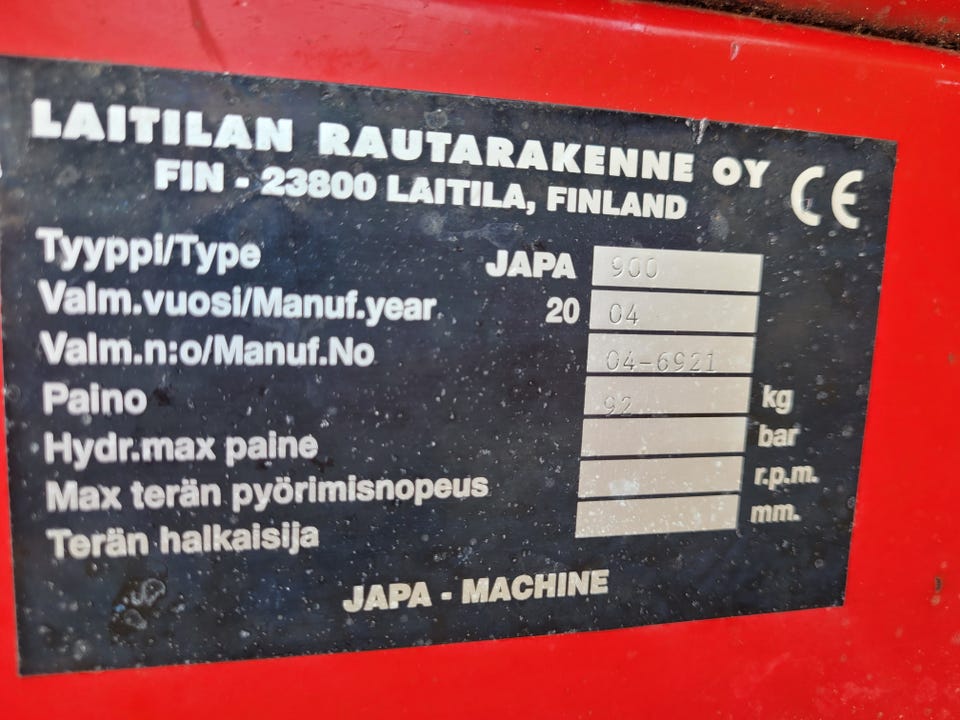 LAITILAN RAUTARAKENNE OY CE
FIN - 23800 LAITILA, FINLAND
Tyyppi/Type JAPA 900
Valm.vuosi/Manuf.year 20 04
Valm.n:o/Manuf.No 04-6921
Paino 92 kg
Hydr.max paine bar
Max terän pyörimisnopeus r.p.m.
Terän halkaisija mm.
JAPA - MACHINE